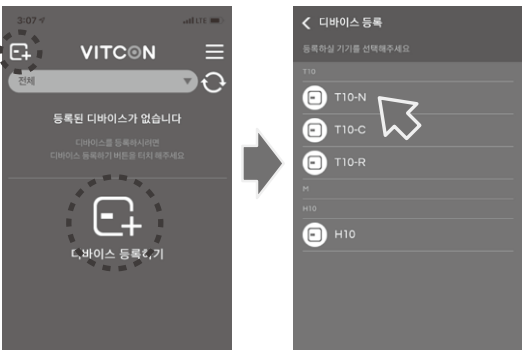 3:07
LTE
VITCON
전체
등록된 디바이스가 없습니다
디바이스를 등록하시려면
디바이스 등록하기 버튼을 터치 해주세요
디바이스 등록하기
디바이스 등록
등록하실 기기를 선택해주세요
T10
T10-N
T10-C
T10-R
M
H10
H10